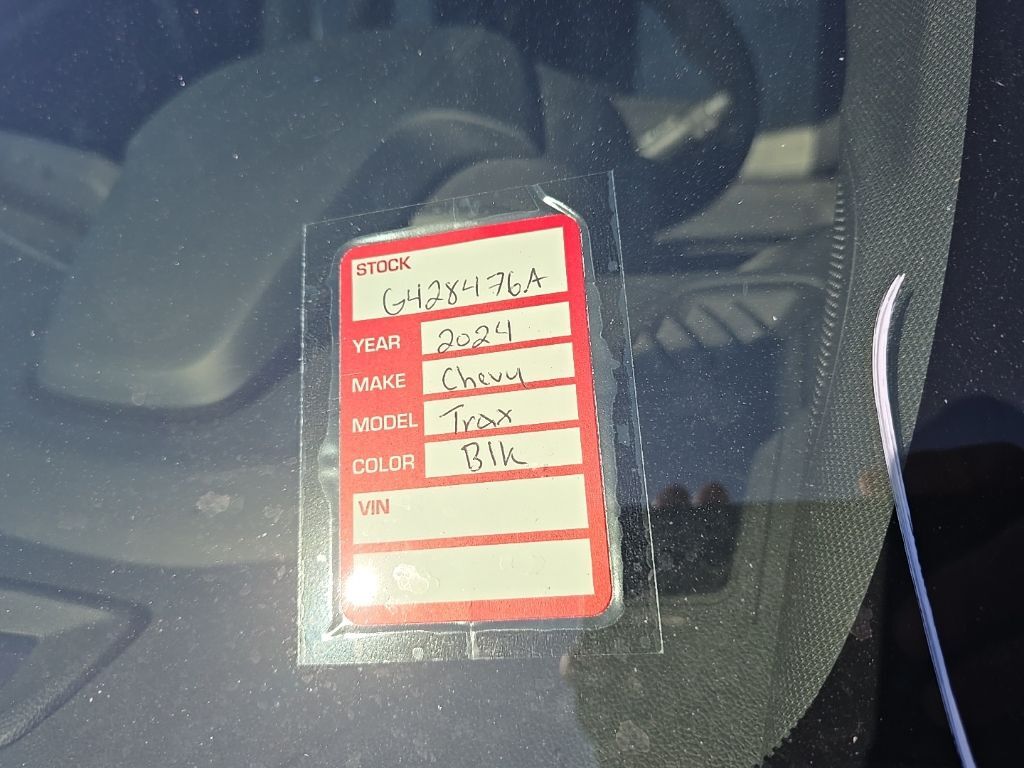 STOCK
G428476A
YEAR 2024
MAKE Chevy
MODEL Trax
COLOR Blk
VIN